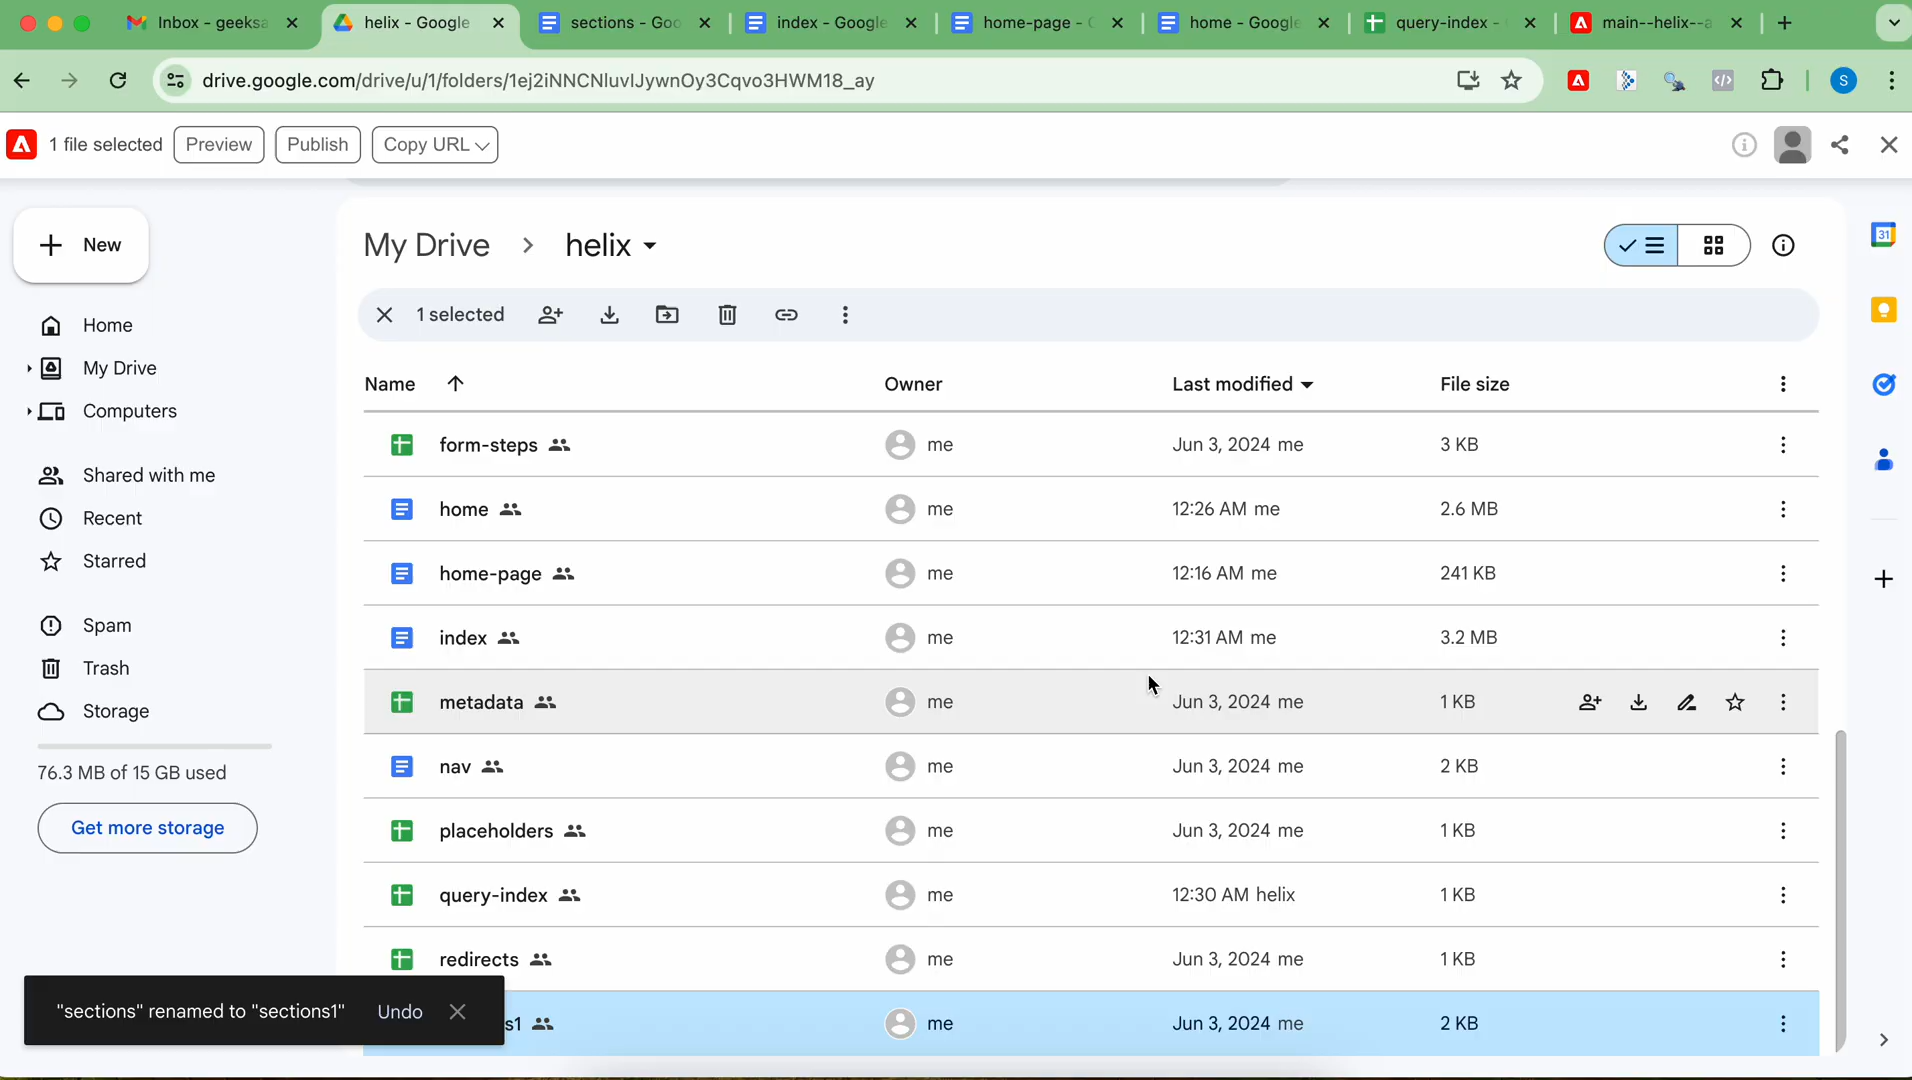 Inbox - geeksa
helix - Google
sections - Goo
index - Google
home-page - G
home - Google
query-index -
main--helix--a
drive.google.com/drive/u/1/folders/1ej2iNNCNluvlJywnOy3Cqvo3HWM18_ay
S
1 file selected
Preview
Publish
Copy URL
New
My Drive > helix
31
1 selected
Home
My Drive
Computers
Shared with me
Recent
Starred
Spam
Trash
Storage
76.3 MB of 15 GB used
Get more storage
Name Owner Last modified File size
form-steps me Jun 3, 2024 me 3 KB
home me 12:26 AM me 2.6 MB
home-page me 12:16 AM me 241 KB
index me 12:31 AM me 3.2 MB
metadata me Jun 3, 2024 me 1 KB
nav me Jun 3, 2024 me 2 KB
placeholders me Jun 3, 2024 me 1 KB
query-index me 12:30 AM helix 1 KB
redirects me Jun 3, 2024 me 1 KB
s1 me Jun 3, 2024 me 2 KB
"sections" renamed to "sections1" Undo